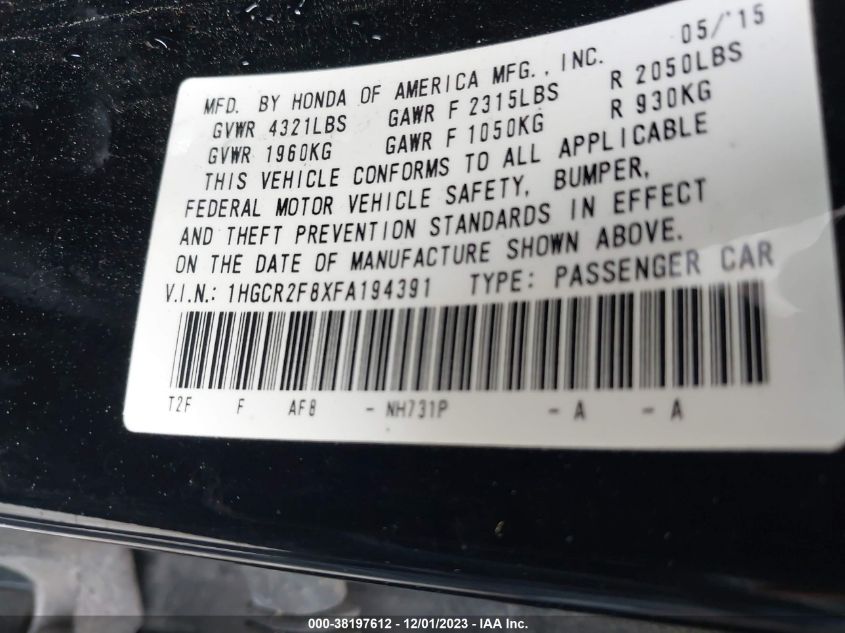 05/'15
MFD. BY HONDA OF AMERICA MFG., INC.
GVWR 4321LBS GAWR F 2315LBS R 2050LBS
GVWR 1960KG GAWR F 1050KG R 930KG
THIS VEHICLE CONFORMS TO ALL APPLICABLE
FEDERAL MOTOR VEHICLE SAFETY, BUMPER,
AND THEFT PREVENTION STANDARDS IN EFFECT
ON THE DATE OF MANUFACTURE SHOWN ABOVE.
V.I.N.: 1HGCR2F8XFA194391 TYPE: PASSENGER CAR
T2F F AF8 - NH731P - A - A
000-38197612 - 12/01/2023 - IAA Inc.